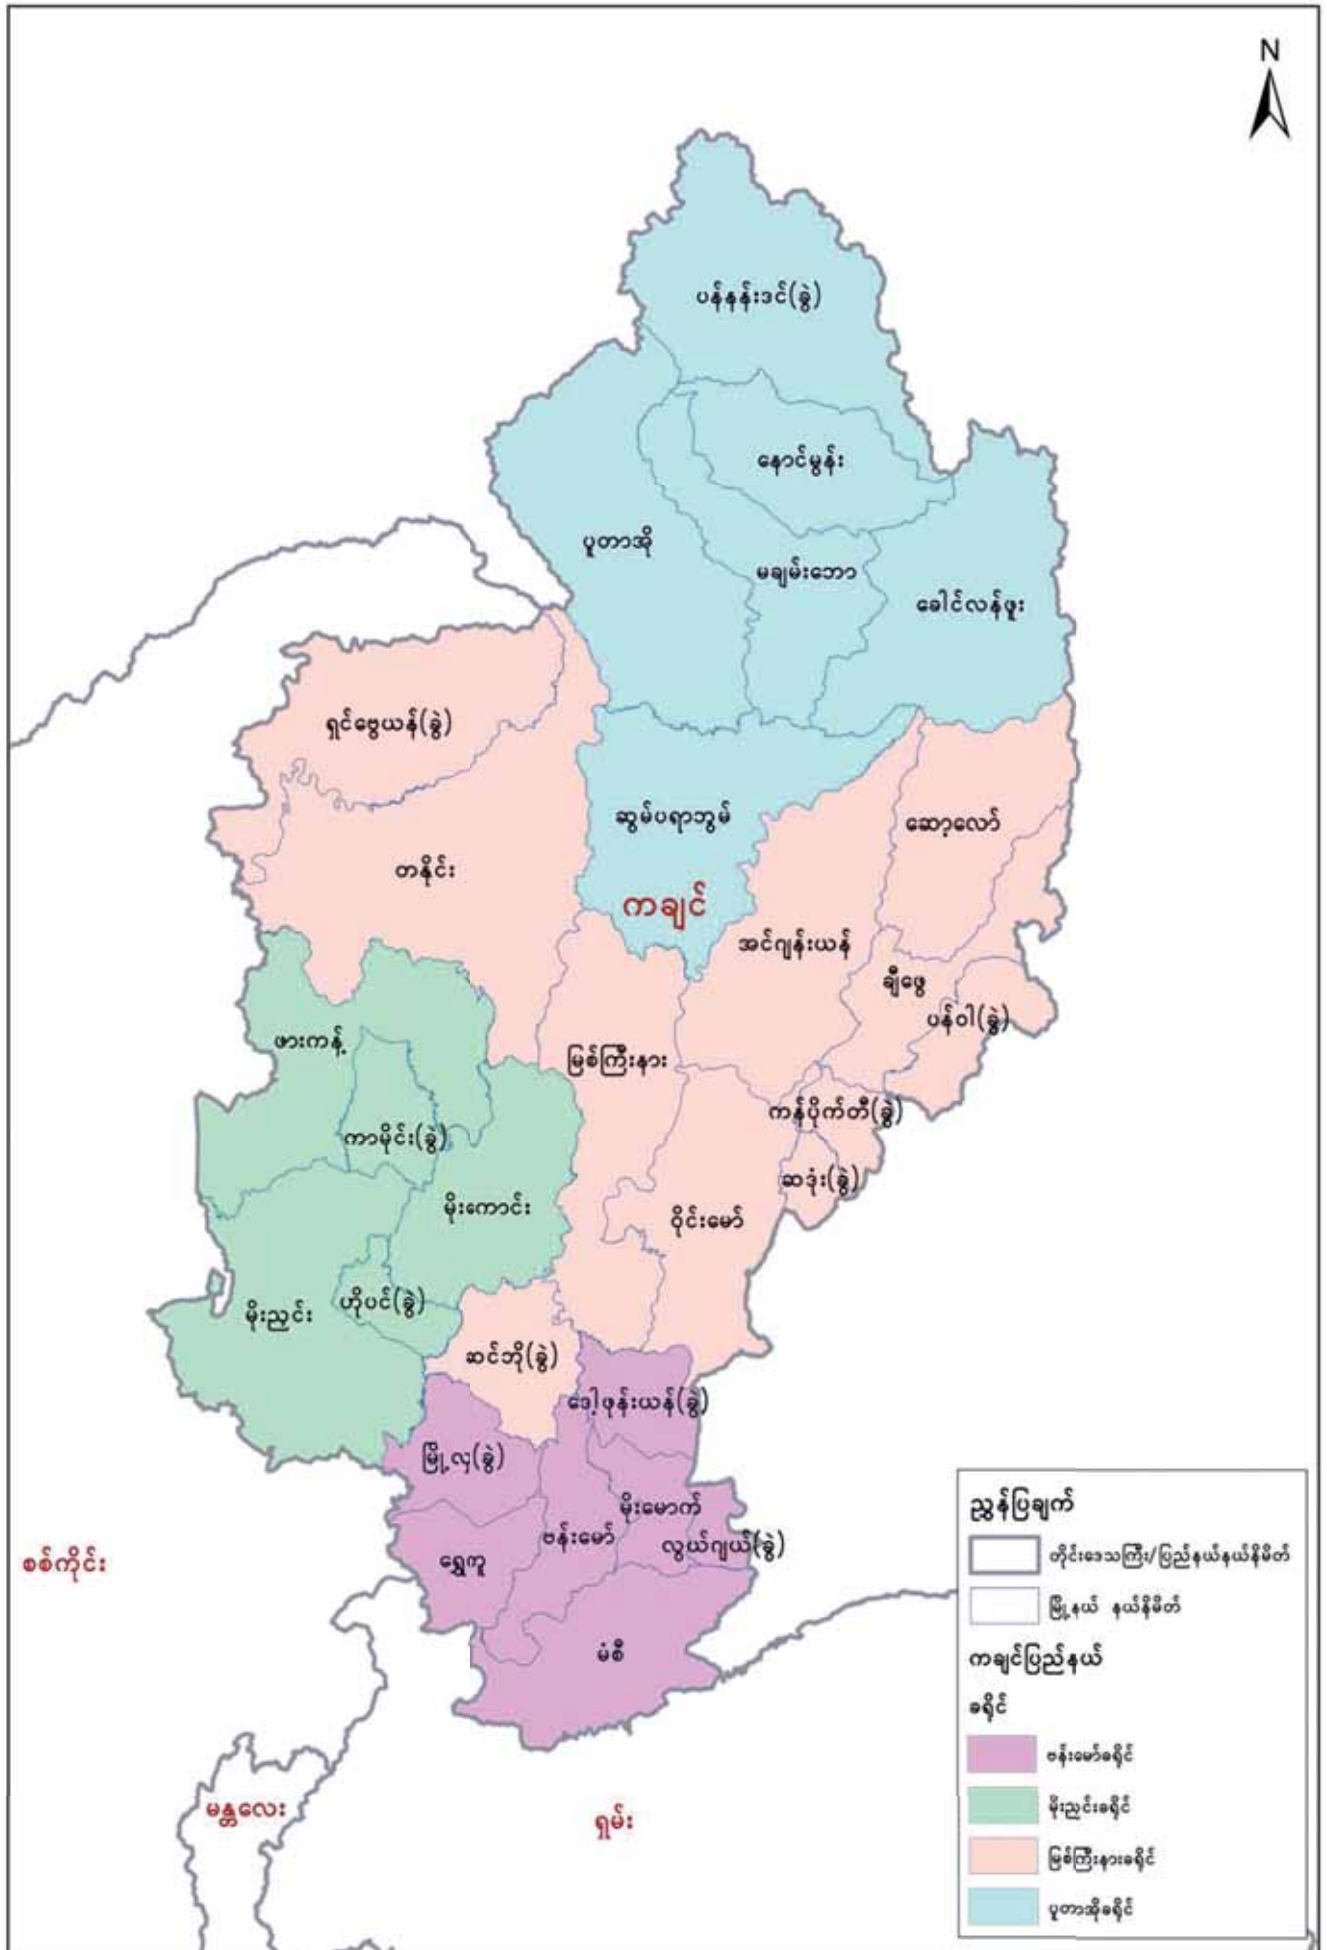 N
ပန်နန်းဒင်(ခွဲ)
နောင်မွန်း
ပူတာအို
မချမ်းဘော
ခေါင်လန်ဖူး
ရှင်ဗွေယန်(ခွဲ)
ဆွမ်ပရာဘွမ်
ဆော့လော်
တနိုင်း
ကချင်
အင်ဂျန်းယန်
ချီဖွေ
ပန်ဝါ(ခွဲ)
ဖားကန့်
မြစ်ကြီးနား
ကန်ပိုက်တီ(ခွဲ)
ကာမိုင်း(ခွဲ)
ဆဒုံး(ခွဲ)
မိုးကောင်း
ဝိုင်းမော်
ဟိုပင်(ခွဲ)
မိုးညှင်း
ဆင်ဘို(ခွဲ)
ဒေါ့ဖုန်းယန်(ခွဲ)
မြို့လှ(ခွဲ)
မိုးမောက်
ဗန်းမော်
လွယ်ဂျယ်(ခွဲ)
ရွှေကူ
စစ်ကိုင်း
မံစီ
မန္တလေး
ရှမ်း
ညွှန်ပြချက်
တိုင်းဒေသကြီး/ပြည်နယ်နယ်နိမိတ်
မြို့နယ် နယ်နိမိတ်
ကချင်ပြည်နယ်
ခရိုင်
ဗန်းမော်ခရိုင်
မိုးညှင်းခရိုင်
မြစ်ကြီးနားခရိုင်
ပူတာအိုခရိုင်